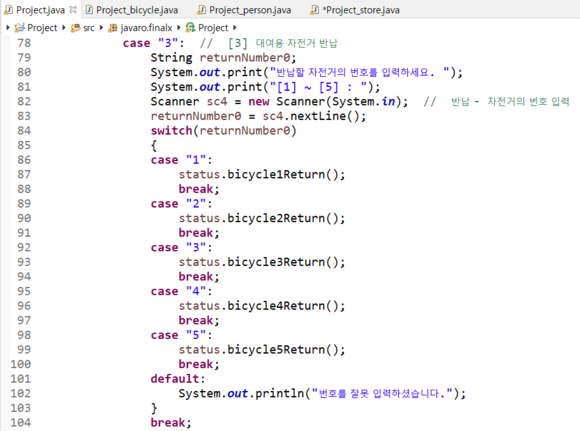 Project.java Project_bicycle.java Project_person.java *Project_store.java
Project src javaro.finalx Project
78 case "3": // [3] 대여용 자전거 반납
79 String returnNumber0;
80 System.out.print("반납할 자전거의 번호를 입력하세요. ");
81 System.out.print("[1] ~ [5] : ");
82 Scanner sc4 = new Scanner(System.in); // 반납 - 자전거의 번호 입력
83 returnNumber0 = sc4.nextLine();
84 switch(returnNumber0)
85 {
86 case "1":
87 status.bicycle1Return();
88 break;
89 case "2":
90 status.bicycle2Return();
91 break;
92 case "3":
93 status.bicycle3Return();
94 break;
95 case "4":
96 status.bicycle4Return();
97 break;
98 case "5":
99 status.bicycle5Return();
100 break;
101 default:
102 System.out.println("번호를 잘못 입력하셨습니다.");
103 }
104 break;